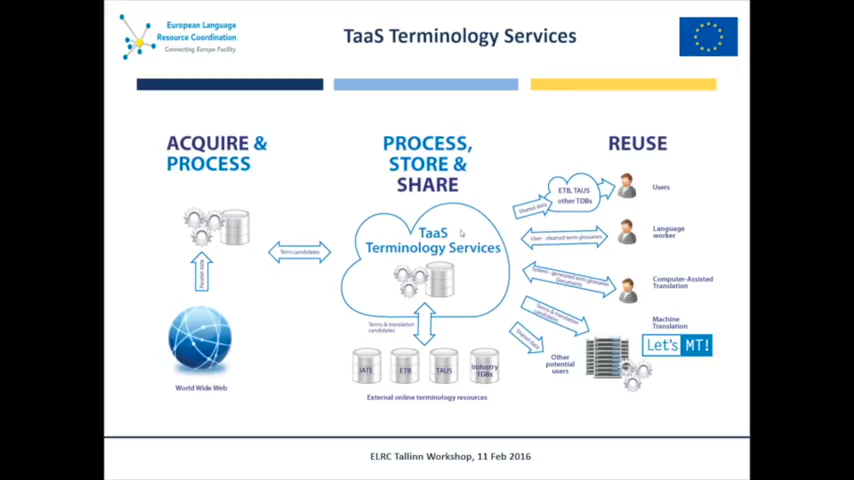 European Language
Resource Coordination
Connecting Europe Facility
TaaS Terminology Services
ACQUIRE &
PROCESS
Parallel data
World Wide Web
Term candidates
PROCESS,
STORE &
SHARE
TaaS
Terminology Services
Terms & translation
candidates
IATE
ETB
TAUS
Industry
TDBs
External online terminology resources
REUSE
Shared data
ETB, TAUS
other TDBs
Users
User - cleaned term glossaries
Language
worker
System - generated term glossaries
Documents
Computer-Assisted
Translation
Terms & translation
candidates
Machine
Translation
Let's MT!
Shared data
Other
potential
users
ELRC Tallinn Workshop, 11 Feb 2016